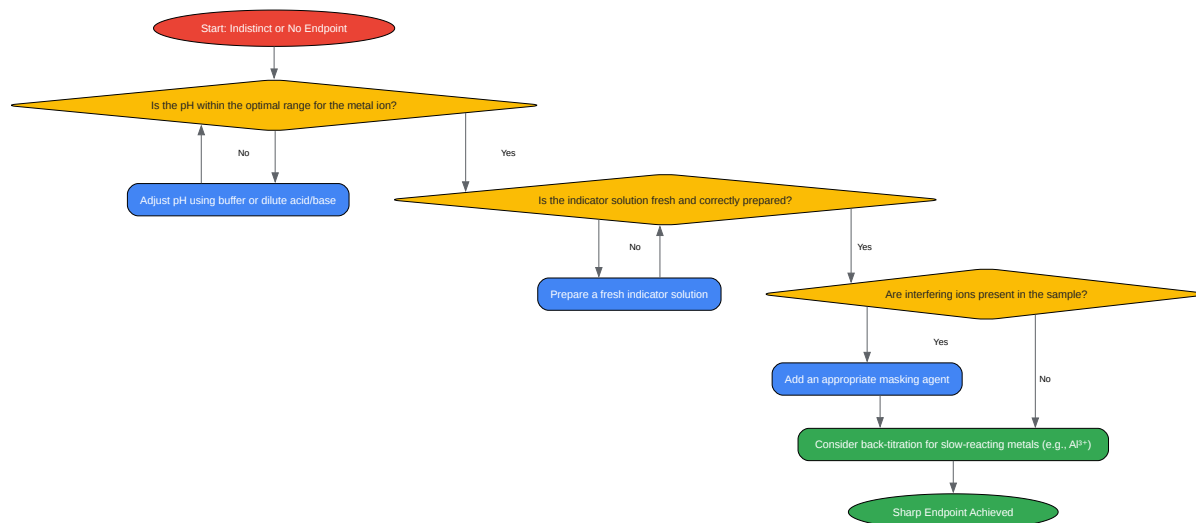 Start: Indistinct or No Endpoint
Is the pH within the optimal range for the metal ion?
No
Yes
Adjust pH using buffer or dilute acid/base
Is the indicator solution fresh and correctly prepared?
No
Yes
Prepare a fresh indicator solution
Are interfering ions present in the sample?
Yes
No
Add an appropriate masking agent
Consider back-titration for slow-reacting metals (e.g., Al³⁺)
Sharp Endpoint Achieved